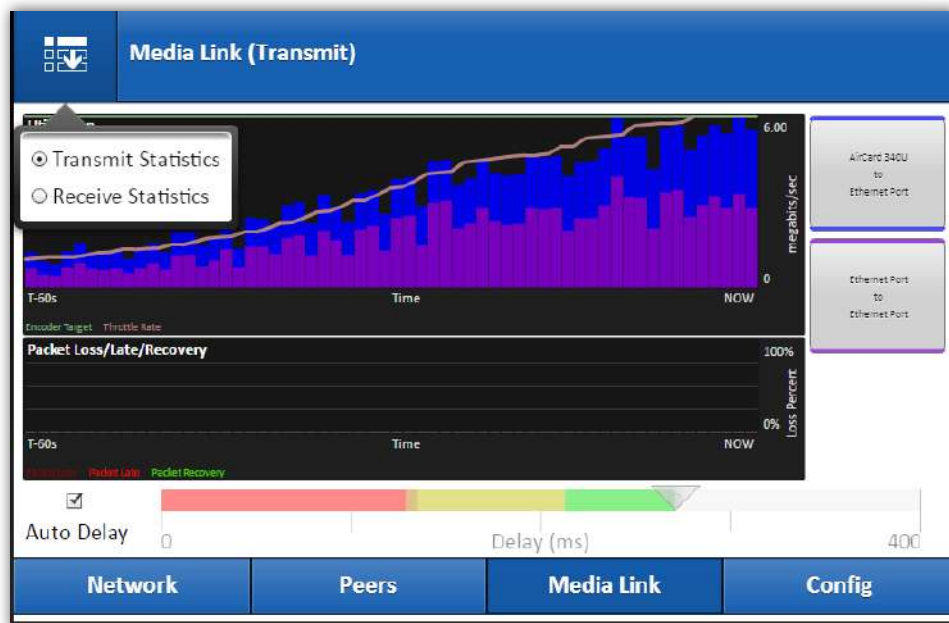 Media Link (Transmit)
Transmit Statistics
Receive Statistics
6.00
megabits/sec
0
T-60s
Time
NOW
Encoder Target
Throttle Rate
AirCard 340U
to
Ethernet Port
Ethernet Port
to
Ethernet Port
Packet Loss/Late/Recovery
100%
Loss Percent
0%
T-60s
Time
NOW
Packet Late
Packet Recovery
Auto Delay
0
Delay (ms)
400
Network
Peers
Media Link
Config